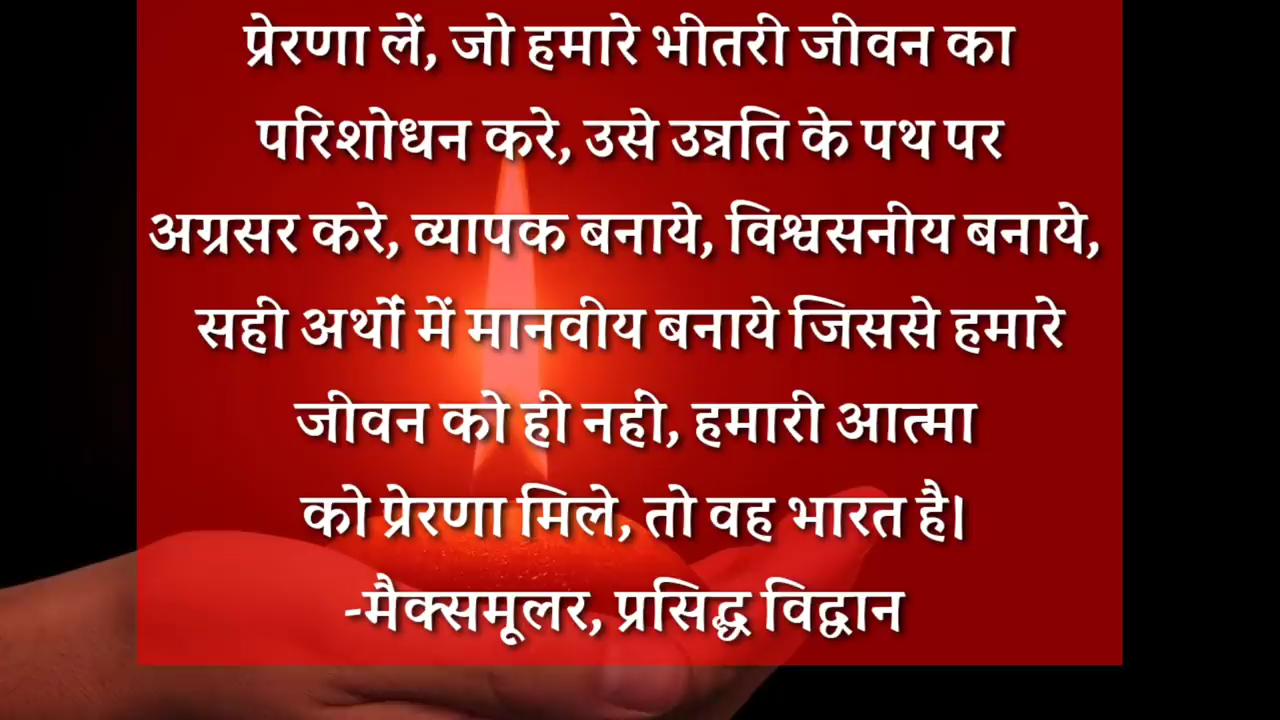 प्रेरणा लें, जो हमारे भीतरी जीवन का
परिशोधन करे, उसे उन्नति के पथ पर
अग्रसर करे, व्यापक बनाये, विश्वसनीय बनाये,
सही अर्थों में मानवीय बनाये जिससे हमारे
जीवन को ही नहीं, हमारी आत्मा
को प्रेरणा मिले, तो वह भारत है।
-मैक्समूलर, प्रसिद्ध विद्वान